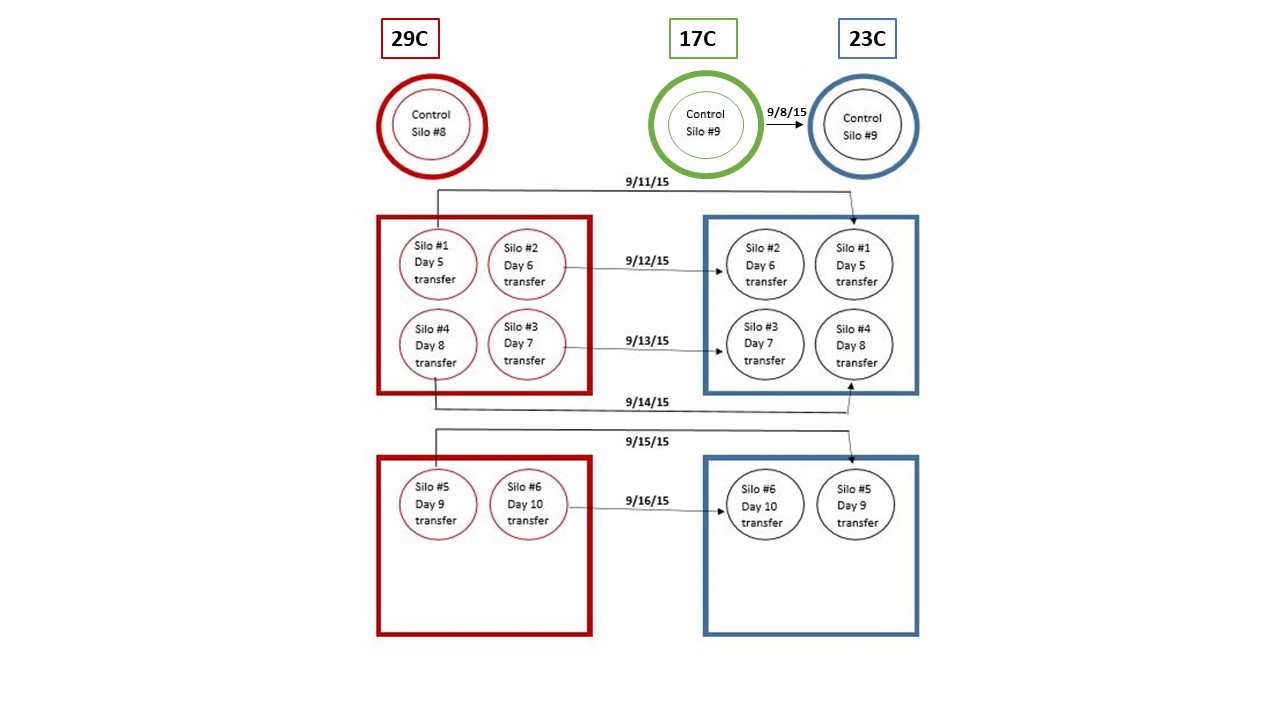 29C
17C
23C
Control
Silo #8
Control
Silo #9
9/8/15
Control
Silo #9
9/11/15
Silo #1
Day 5
transfer
Silo #2
Day 6
transfer
9/12/15
Silo #2
Day 6
transfer
Silo #1
Day 5
transfer
Silo #4
Day 8
transfer
Silo #3
Day 7
transfer
9/13/15
Silo #3
Day 7
transfer
Silo #4
Day 8
transfer
9/14/15
9/15/15
Silo #5
Day 9
transfer
Silo #6
Day 10
transfer
9/16/15
Silo #6
Day 10
transfer
Silo #5
Day 9
transfer